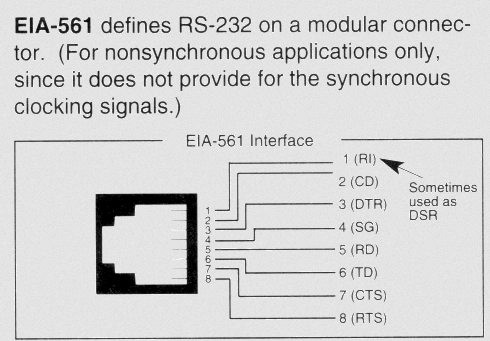 EIA-561 defines RS-232 on a modular connec-
tor. (For nonsynchronous applications only,
since it does not provide for the synchronous
clocking signals.)
EIA-561 Interface
1 (RI)
2 (CD)
Sometimes
used as
DSR
3 (DTR)
4 (SG)
5 (RD)
6 (TD)
7 (CTS)
8 (RTS)
1
2
3
4
5
6
7
8